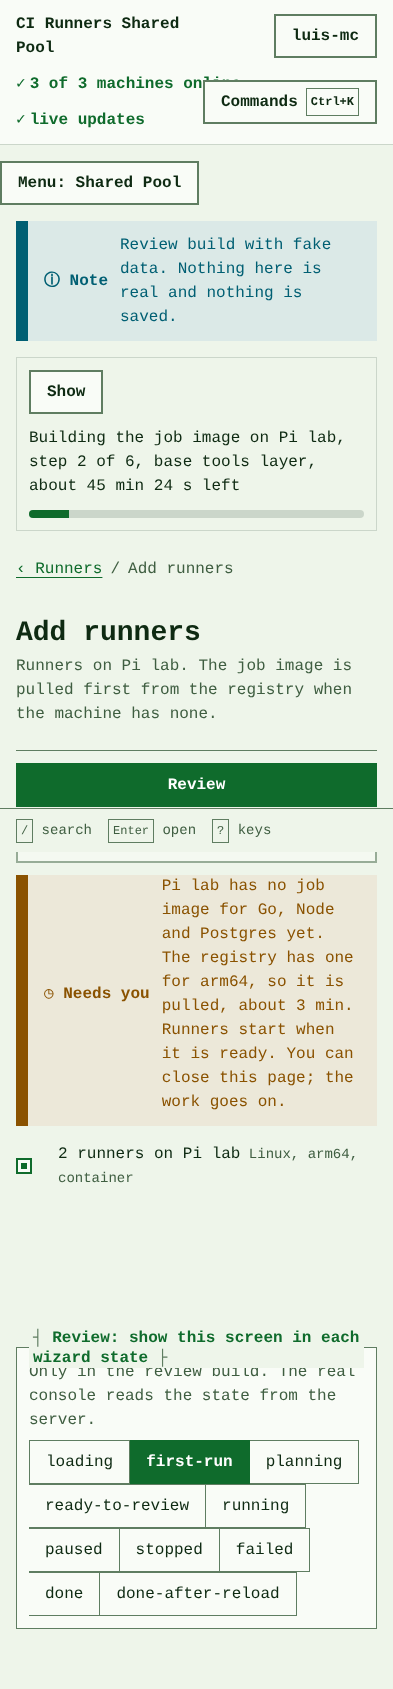 CI Runners Shared
Pool
luis-mc
✓ 3 of 3 machines
Commands Ctrl+K
✓ live updates
Menu: Shared Pool
ⓘ Note
Review build with fake
data. Nothing here is
real and nothing is
saved.
Show
Building the job image on Pi lab,
step 2 of 6, base tools layer,
about 45 min 24 s left
‹ Runners / Add runners
Add runners
Runners on Pi lab. The job image is
pulled first from the registry when
the machine has none.
Review
/ search Enter open ? keys
◷ Needs you
Pi lab has no job
image for Go, Node
and Postgres yet.
The registry has one
for arm64, so it is
pulled, about 3 min.
Runners start when
it is ready. You can
close this page; the
work goes on.
2 runners on Pi lab Linux, arm64,
container
┤ Review: show this screen in each
wizard state ├
Only in the review build. The real
console reads the state from the
server.
loading first-run planning
ready-to-review running
paused stopped failed
done done-after-reload